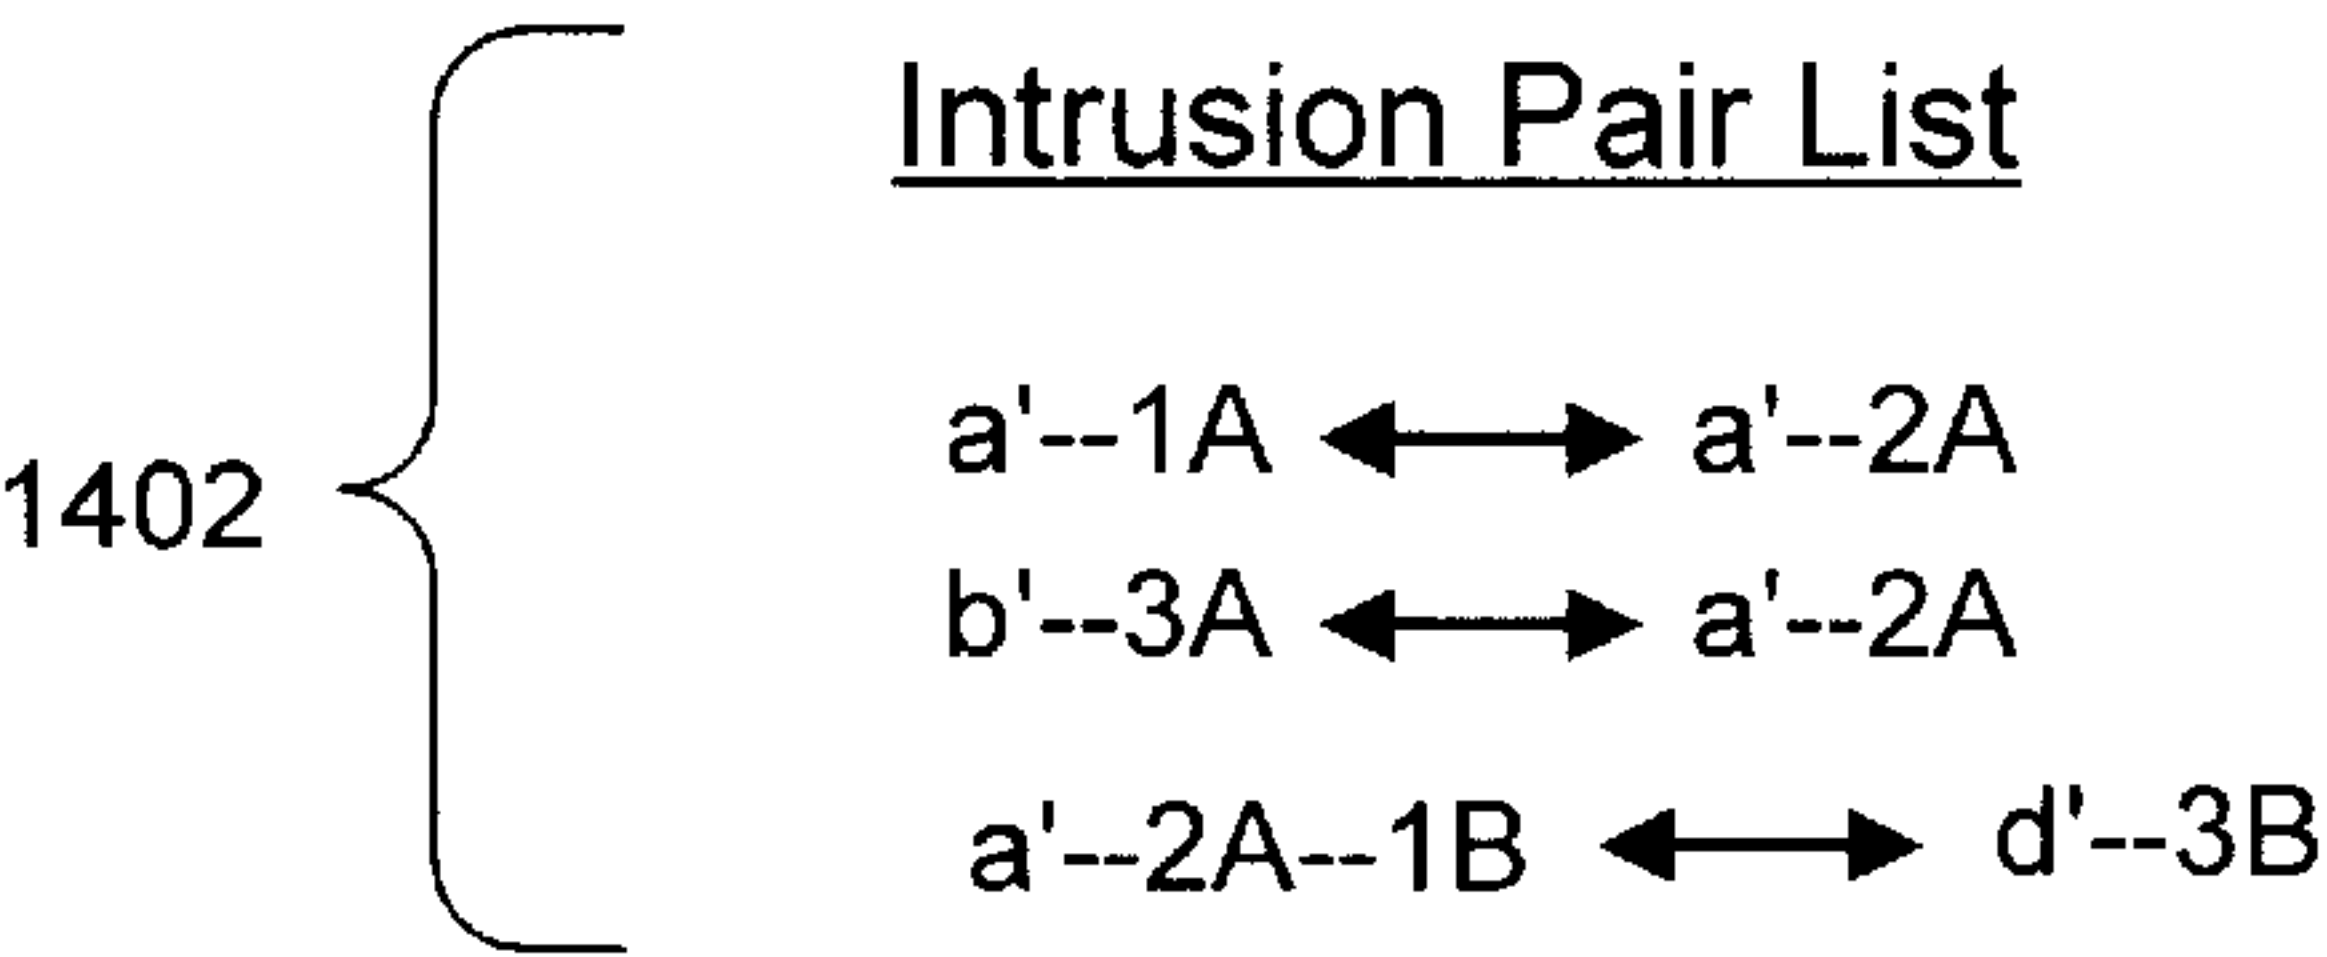 Intrusion Pair List
a'--1A ◄─► a'--2A
1402
b'--3A ◄─► a'--2A
a'--2A--1B ◄─► d'--3B